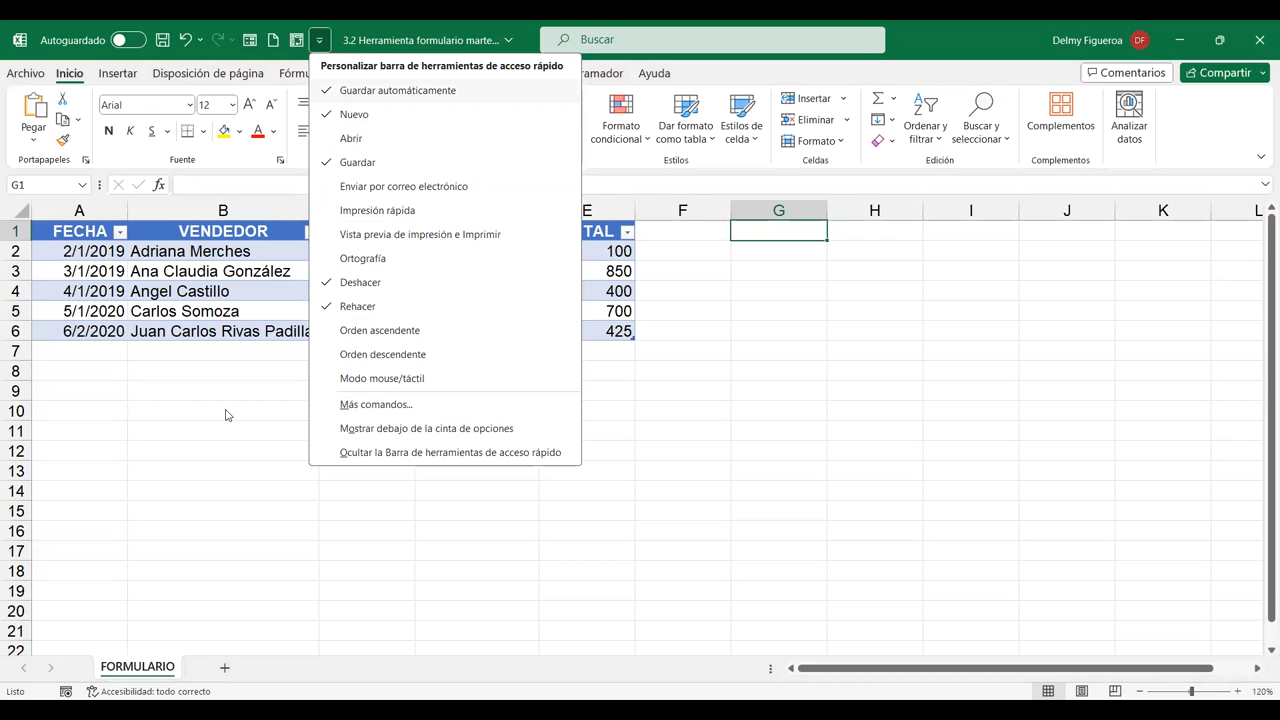 Autoguardado
3.2 Herramienta formulario marte...
Buscar
Delmy Figueroa
DF
Archivo
Inicio
Insertar
Disposición de página
Fórmu
ramador
Ayuda
Comentarios
Compartir
Pegar
Portapapeles
Arial
12
N K S
Fuente
Formato
condicional
Dar formato
como tabla
Estilos de
celda
Estilos
Insertar
Eliminar
Formato
Celdas
Ordenar y
filtrar
Buscar y
seleccionar
Edición
Complementos
Complementos
Analizar
datos
G1
fx
Personalizar barra de herramientas de acceso rápido
Guardar automáticamente
Nuevo
Abrir
Guardar
Enviar por correo electrónico
Impresión rápida
Vista previa de impresión e Imprimir
Ortografía
Deshacer
Rehacer
Orden ascendente
Orden descendente
Modo mouse/táctil
Más comandos...
Mostrar debajo de la cinta de opciones
Ocultar la Barra de herramientas de acceso rápido
A B E F G H I J K L
1 FECHA VENDEDOR TAL
2 2/1/2019 Adriana Merches 100
3 3/1/2019 Ana Claudia González 850
4 4/1/2019 Angel Castillo 400
5 5/1/2020 Carlos Somoza 700
6 6/2/2020 Juan Carlos Rivas Padilla 425
7
8
9
10
11
12
13
14
15
16
17
18
19
20
21
22
FORMULARIO
Listo
Accesibilidad: todo correcto
120%